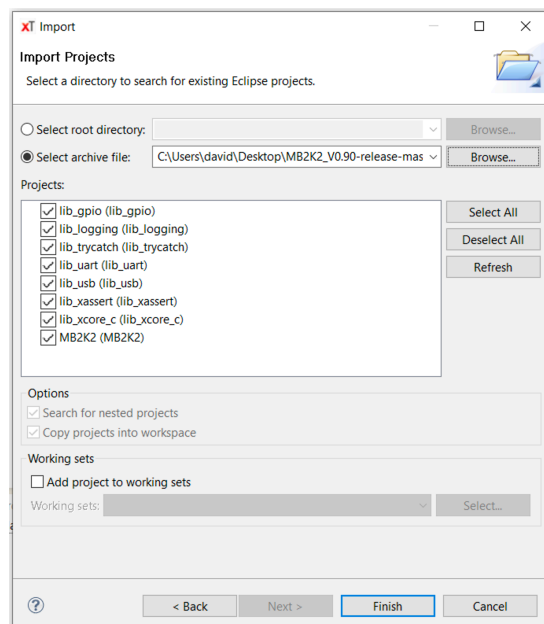 xT Import
Import Projects
Select a directory to search for existing Eclipse projects.
Select root directory:
Browse...
Select archive file:
C:\Users\david\Desktop\MB2K2_V0.90-release-mas
Browse...
Projects:
lib_gpio (lib_gpio)
lib_logging (lib_logging)
lib_trycatch (lib_trycatch)
lib_uart (lib_uart)
lib_usb (lib_usb)
lib_xassert (lib_xassert)
lib_xcore_c (lib_xcore_c)
MB2K2 (MB2K2)
Select All
Deselect All
Refresh
Options
Search for nested projects
Copy projects into workspace
Working sets
Add project to working sets
Working sets:
Select...
?
< Back
Next >
Finish
Cancel